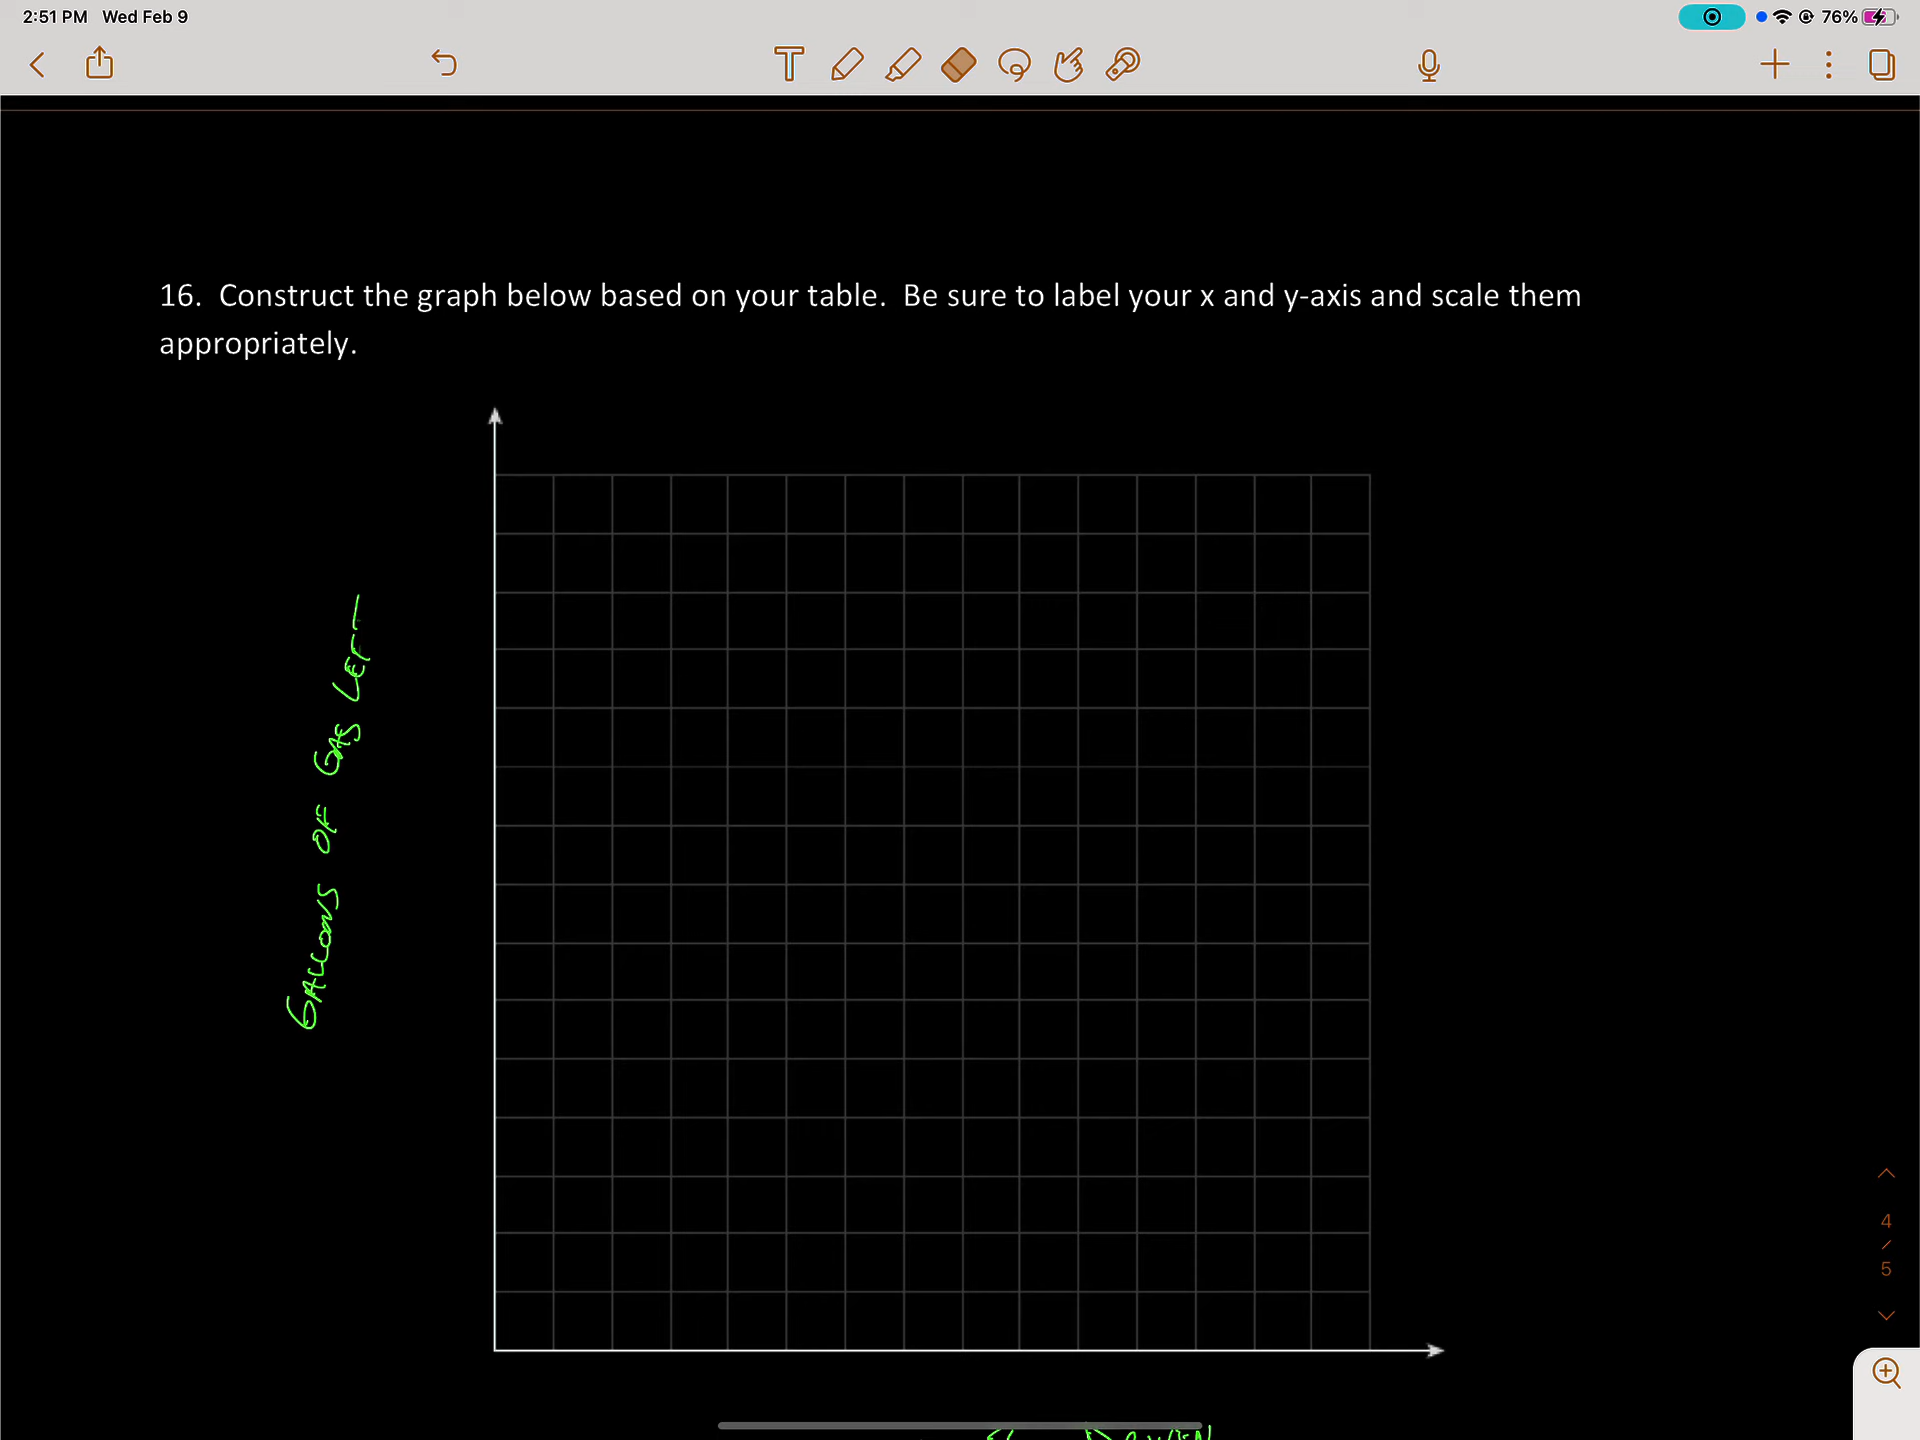 2:51 PM Wed Feb 9
76%
16. Construct the graph below based on your table. Be sure to label your x and y-axis and scale them
appropriately.
GALLONS OF GAS LEFT
4
/
5
DRIVEN